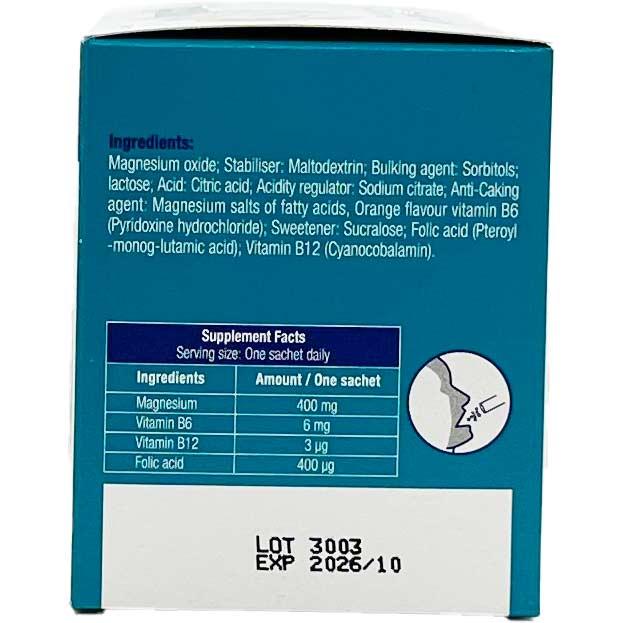 Ingredients:
Magnesium oxide; Stabiliser: Maltodextrin; Bulking agent: Sorbitols;
lactose; Acid: Citric acid; Acidity regulator: Sodium citrate; Anti-Caking
agent: Magnesium salts of fatty acids, Orange flavour vitamin B6
(Pyridoxine hydrochloride); Sweetener: Sucralose; Folic acid (Pteroyl
-monog-lutamic acid); Vitamin B12 (Cyanocobalamin).
Supplement Facts
Serving size: One sachet daily
Ingredients Amount / One sachet
Magnesium 400 mg
Vitamin B6 6 mg
Vitamin B12 3 µg
Folic acid 400 µg
LOT 3003
EXP 2026/10